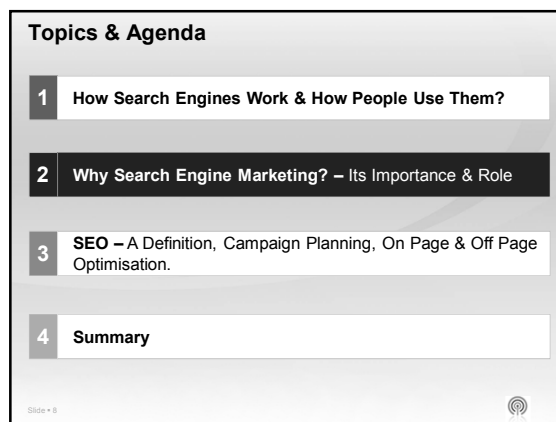 Topics & Agenda
1 How Search Engines Work & How People Use Them?
2 Why Search Engine Marketing? – Its Importance & Role
3 SEO – A Definition, Campaign Planning, On Page & Off Page
Optimisation.
4 Summary
Slide ▪ 8